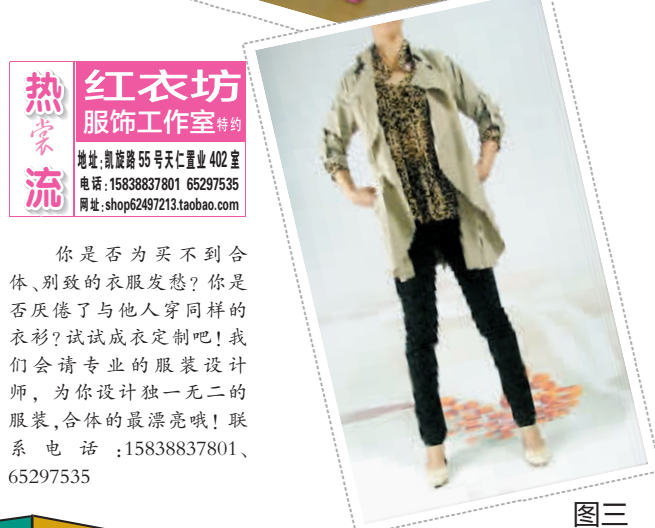 热
裳
流
红衣坊
服饰工作室特约
地址:凯旋路55号天仁置业402室
电话:15838837801 65297535
网址:shop62497213.taobao.com
你是否为买不到合
体、别致的衣服发愁?你是
否厌倦了与他人穿同样的
衣衫?试试成衣定制吧!我
们会请专业的服装设计
师,为你设计独一无二的
服装,合体的最漂亮哦!联
系电话:15838837801、
65297535
图三